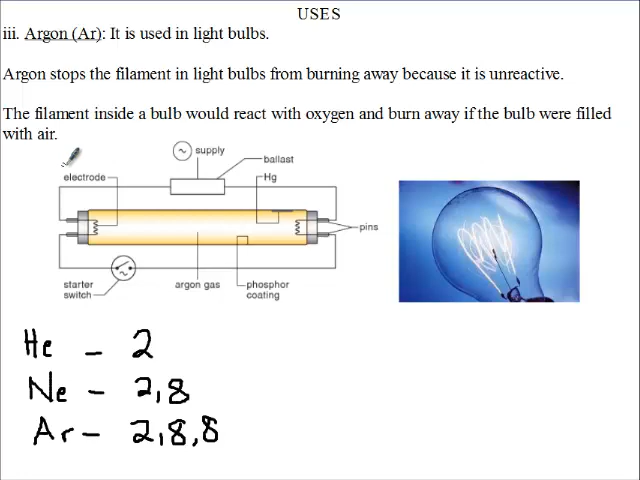 USES
iii. Argon (Ar): It is used in light bulbs.
Argon stops the filament in light bulbs from burning away because it is unreactive.
The filament inside a bulb would react with oxygen and burn away if the bulb were filled
with air.
supply
ballast
electrode
Hg
pins
starter
switch
argon gas
phosphor
coating
He - 2
Ne - 2,8
Ar - 2,8,8